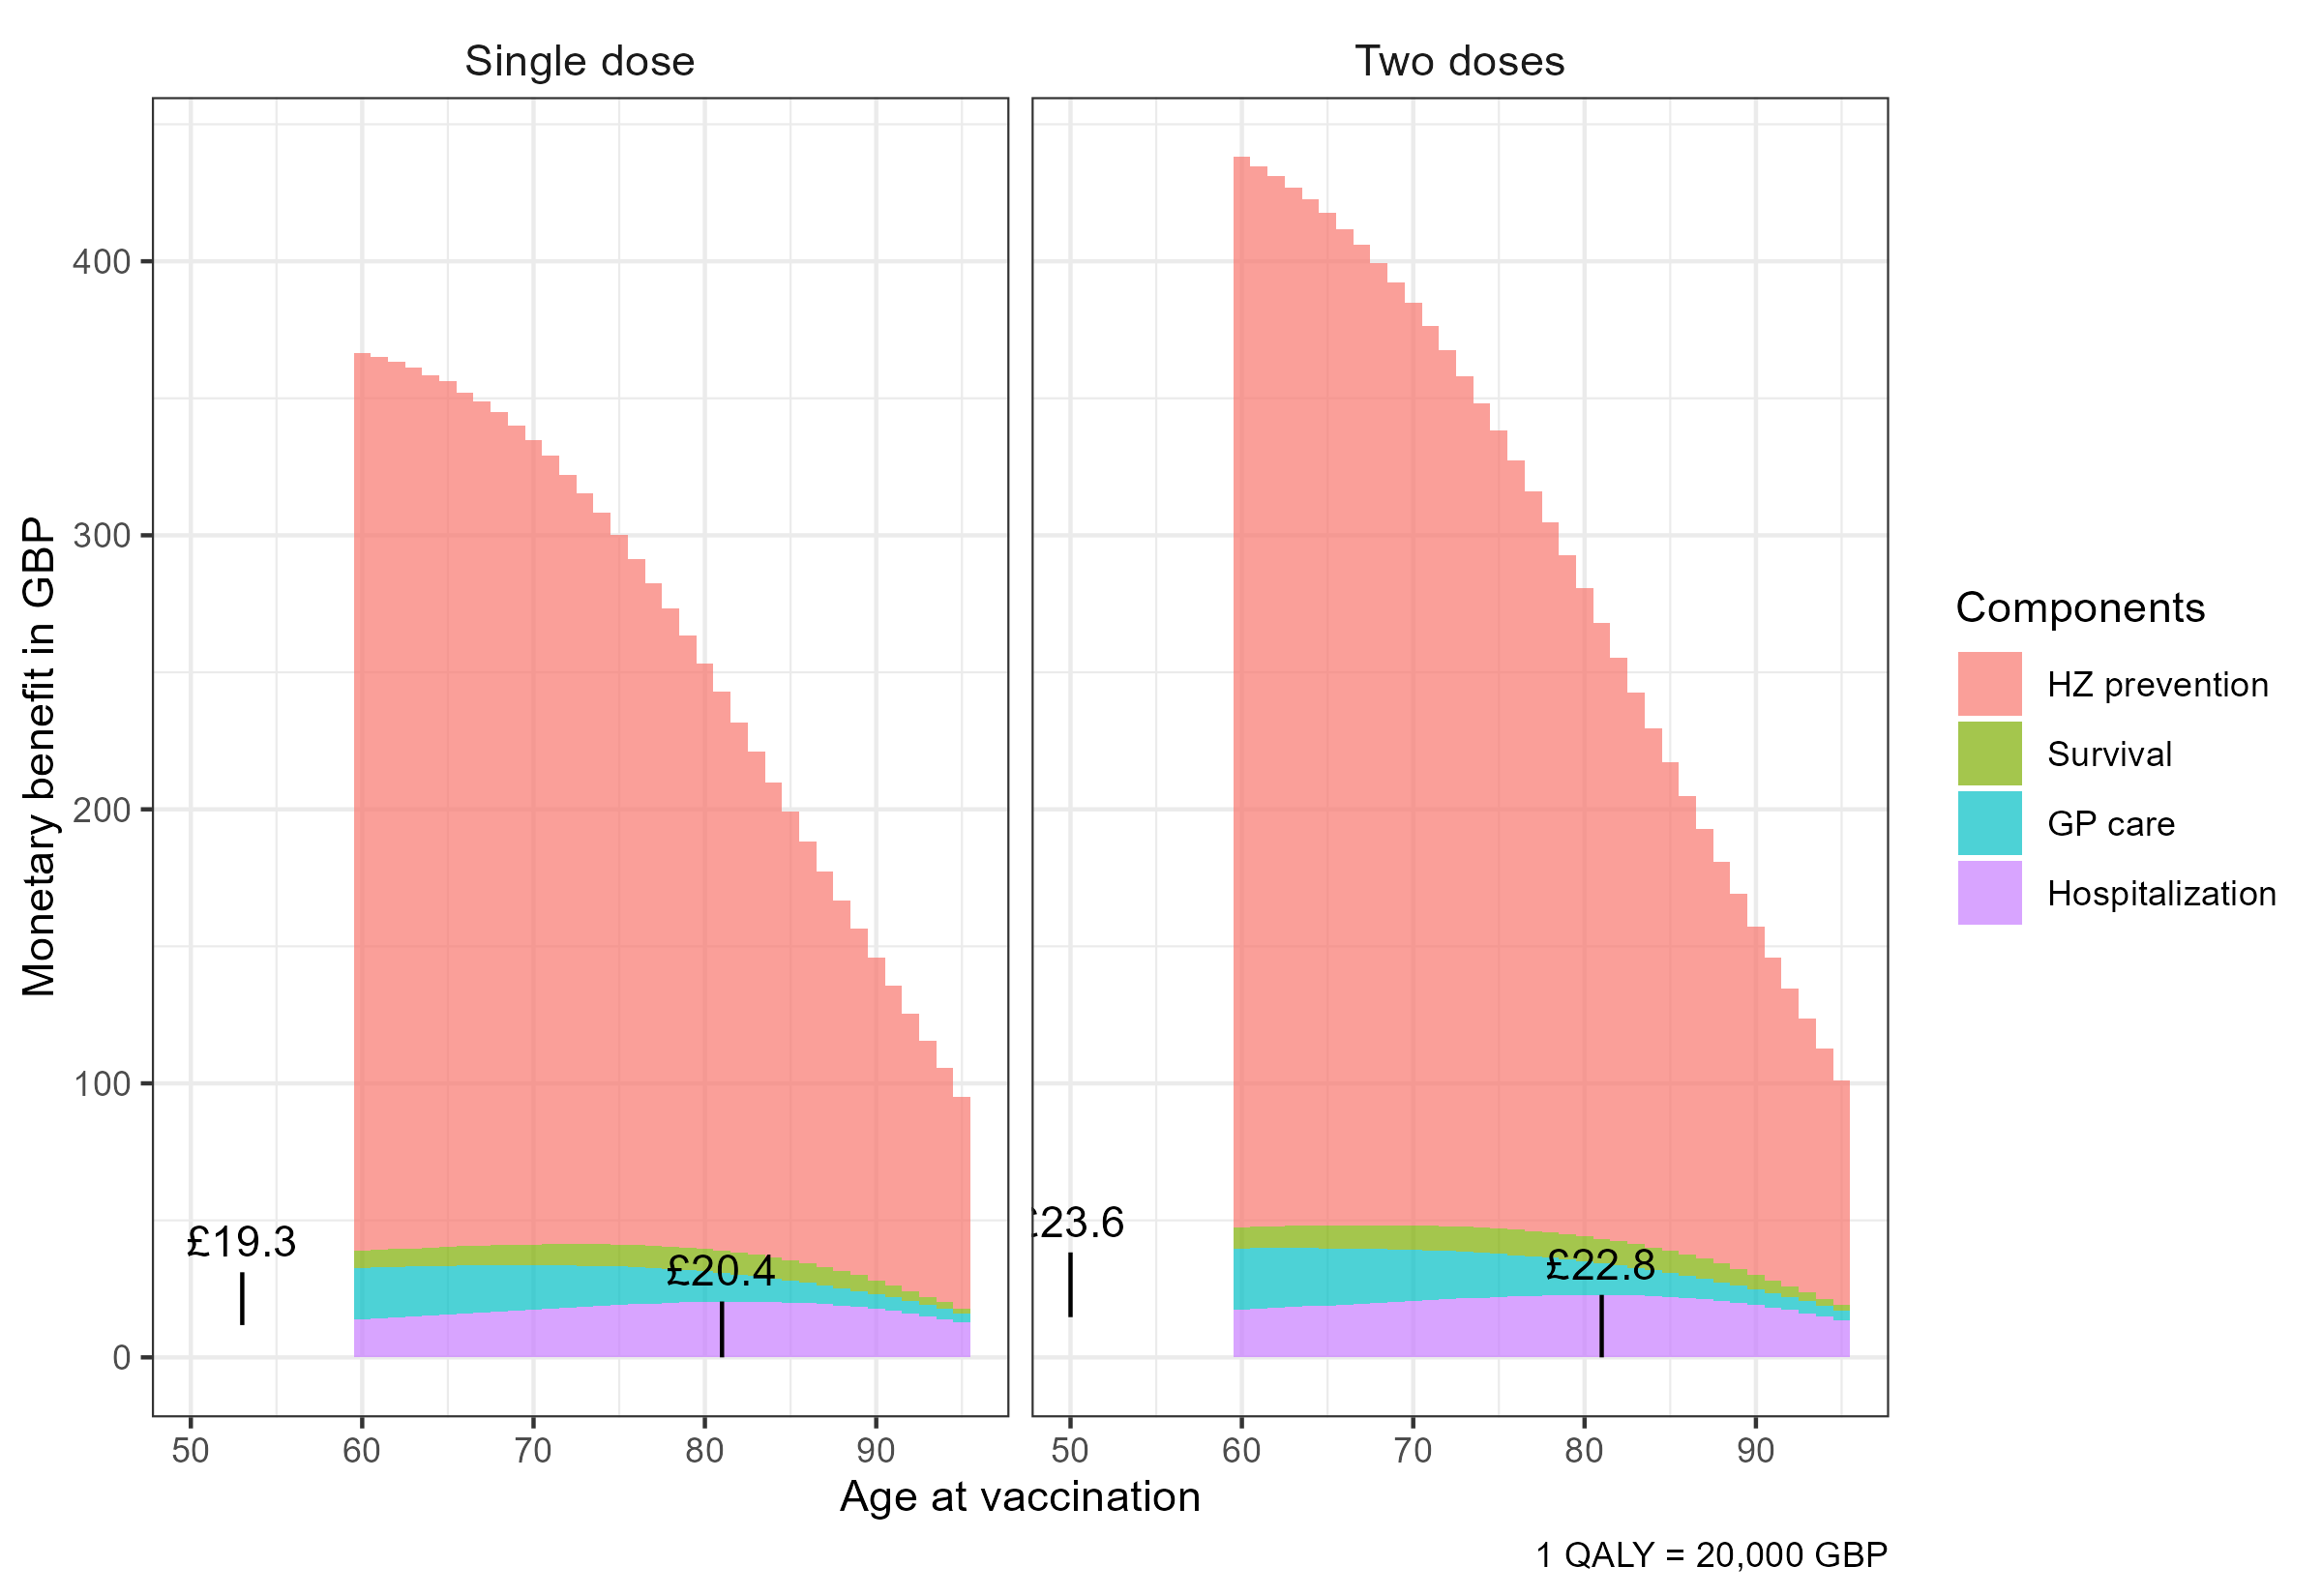 Single dose
Two doses
Monetary benefit in GBP
400
300
200
100
0
£19.3
£20.4
£23.6
£22.8
50 60 70 80 90
50 60 70 80 90
Age at vaccination
1 QALY = 20,000 GBP
Components
HZ prevention
Survival
GP care
Hospitalization